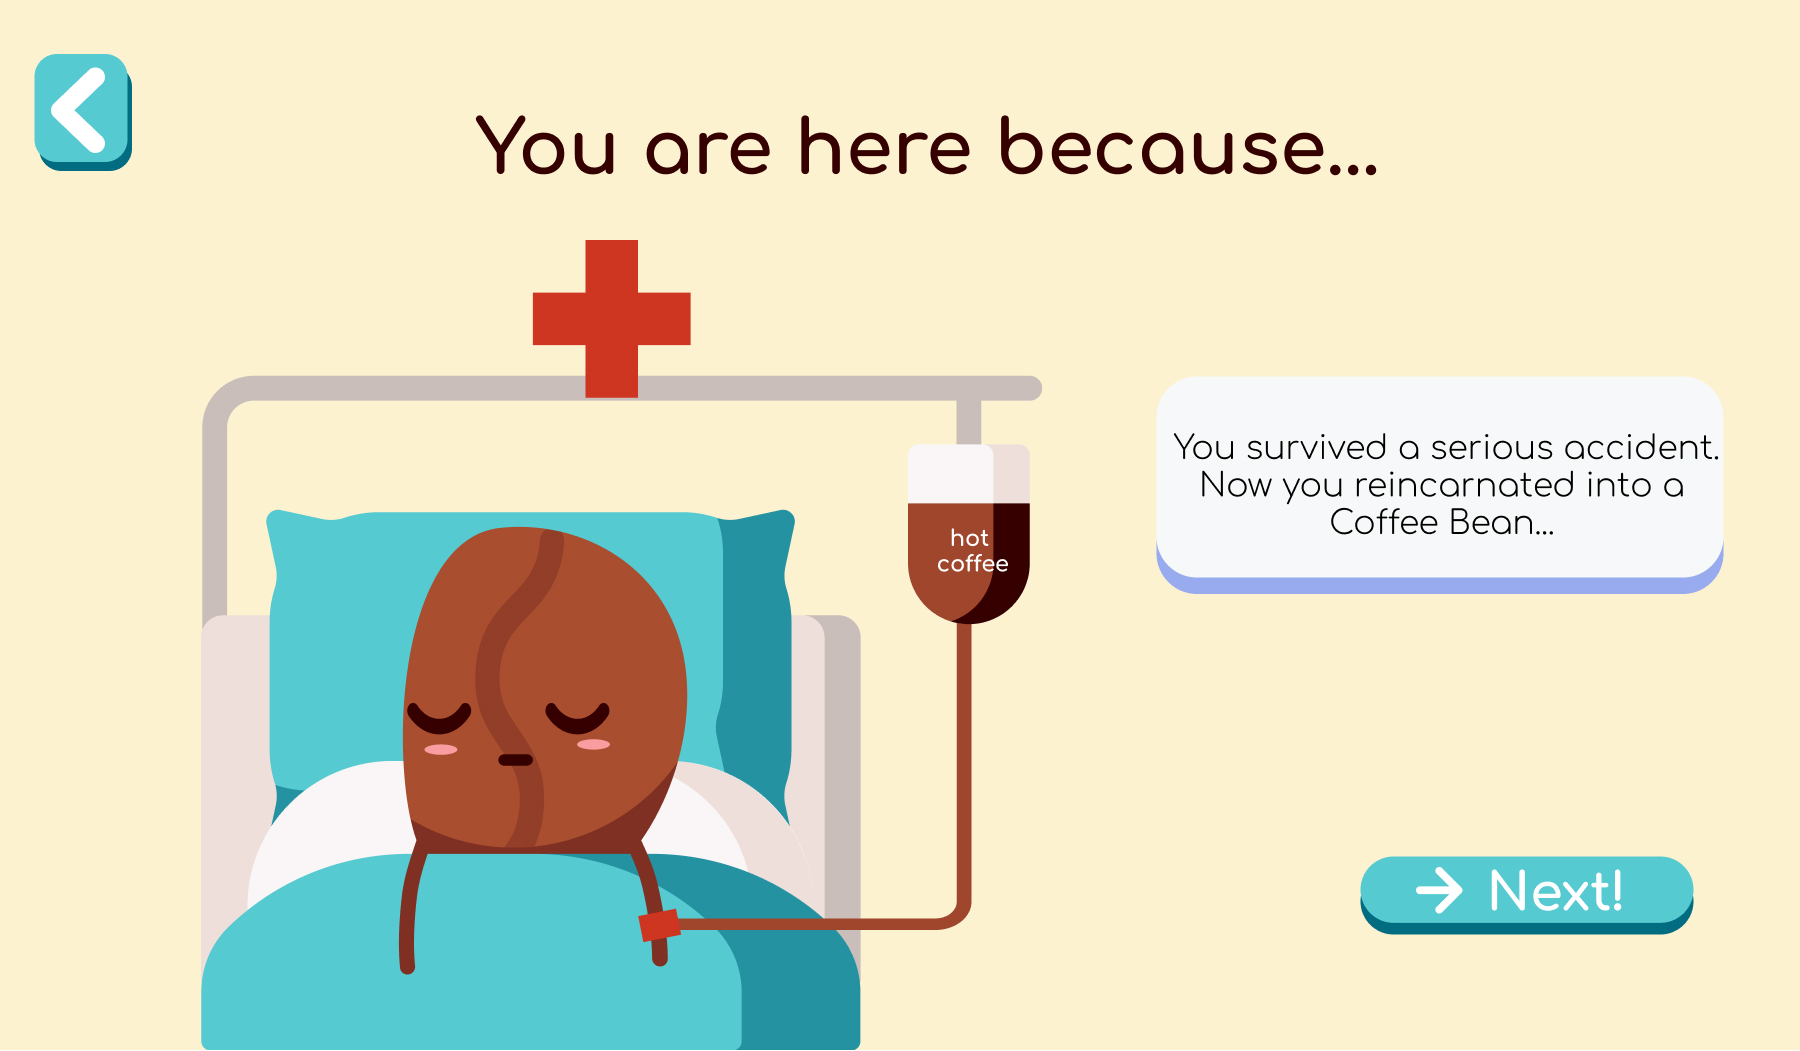 You are here because...
hot
coffee
You survived a serious accident.
Now you reincarnated into a
Coffee Bean...
Next!